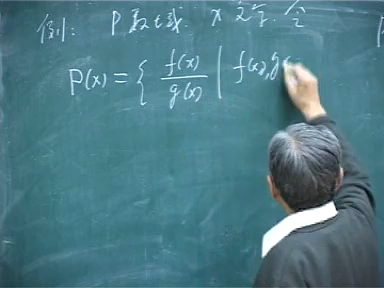 例: P 数域. x 文字. 令
P(x) = { f(x)/g(x) | f(x), g(